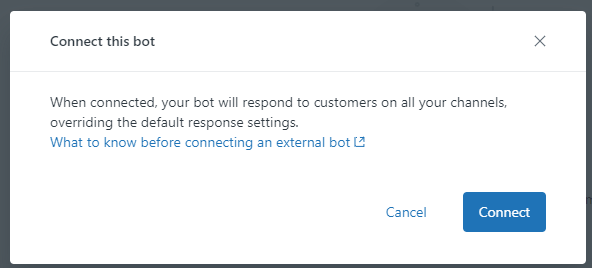 Connect this bot
When connected, your bot will respond to customers on all your channels,
overriding the default response settings.
What to know before connecting an external bot
Cancel
Connect